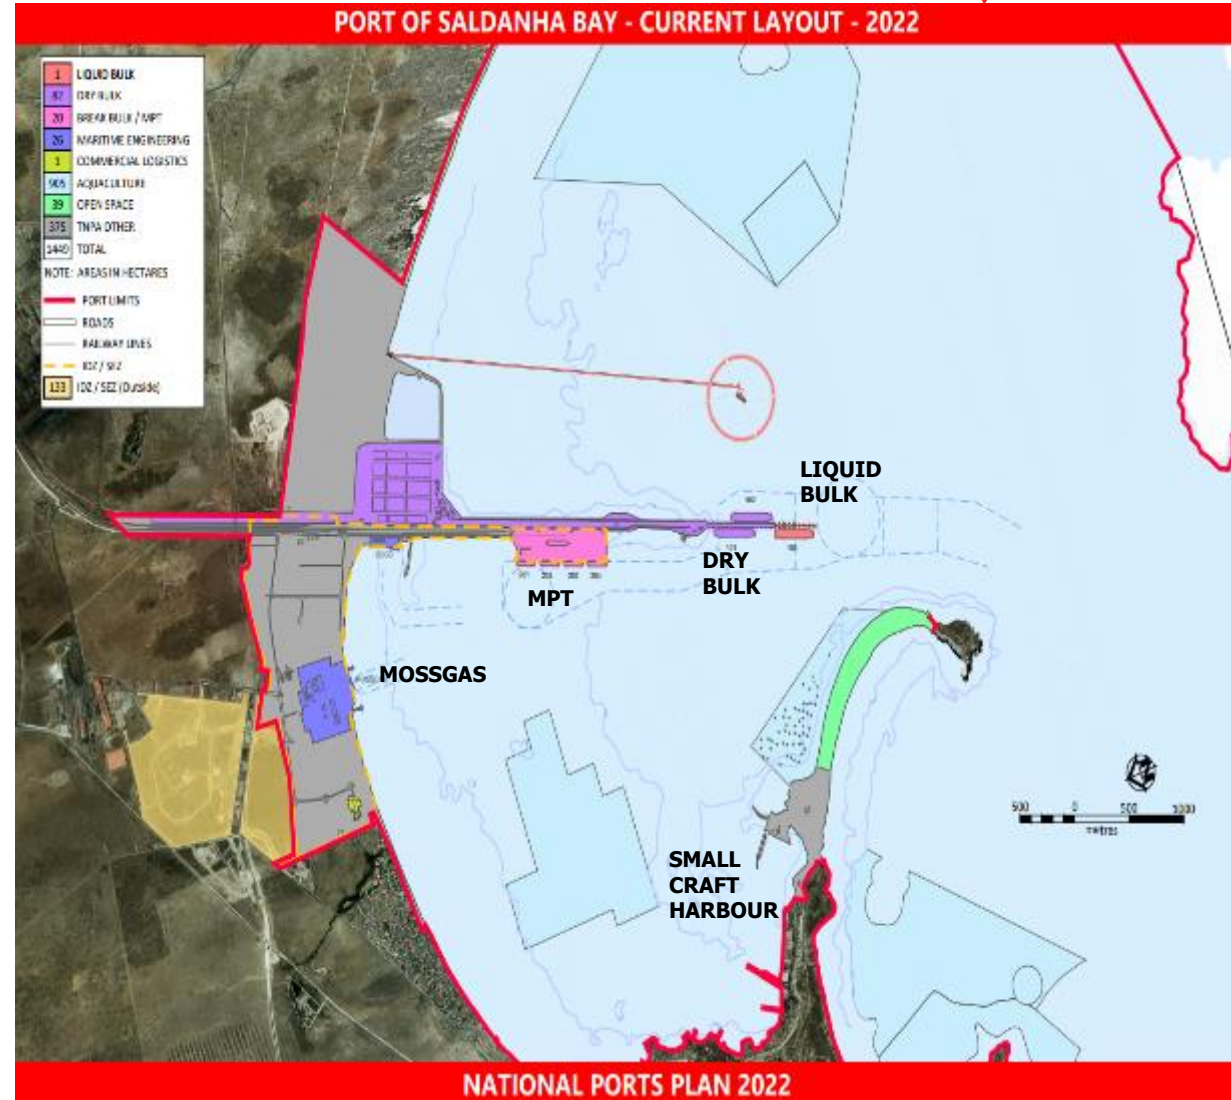 PORT OF SALDANHA BAY - CURRENT LAYOUT - 2022
1 LIQUID BULK
82 DRY BULK
20 BREAK BULK / MPT
26 MARITIME ENGINEERING
1 COMMERCIAL LOGISTICS
905 AQUACULTURE
39 OPEN SPACE
375 TNPA OTHER
1449 TOTAL
NOTE: AREAS IN HECTARES
PORT LIMITS
ROADS
RAILWAY LINES
IDZ / SEZ
133 IDZ / SEZ (Outside)
LIQUID
BULK
DRY
BULK
MPT
MOSSGAS
500 0 500 1000
metres
SMALL
CRAFT
HARBOUR
NATIONAL PORTS PLAN 2022